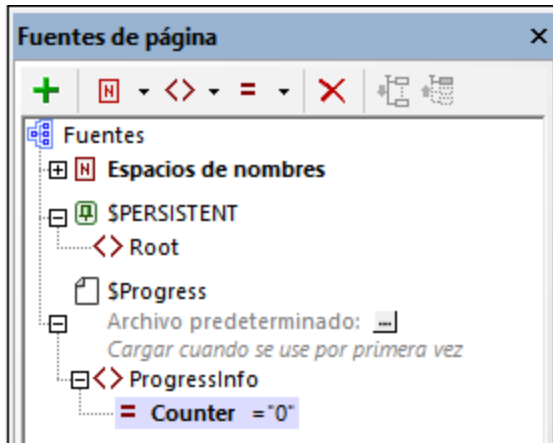 Fuentes de página
Fuentes
Espacios de nombres
$PERSISTENT
Root
$Progress
Archivo predeterminado: ...
Cargar cuando se use por primera vez
ProgressInfo
Counter ="0"